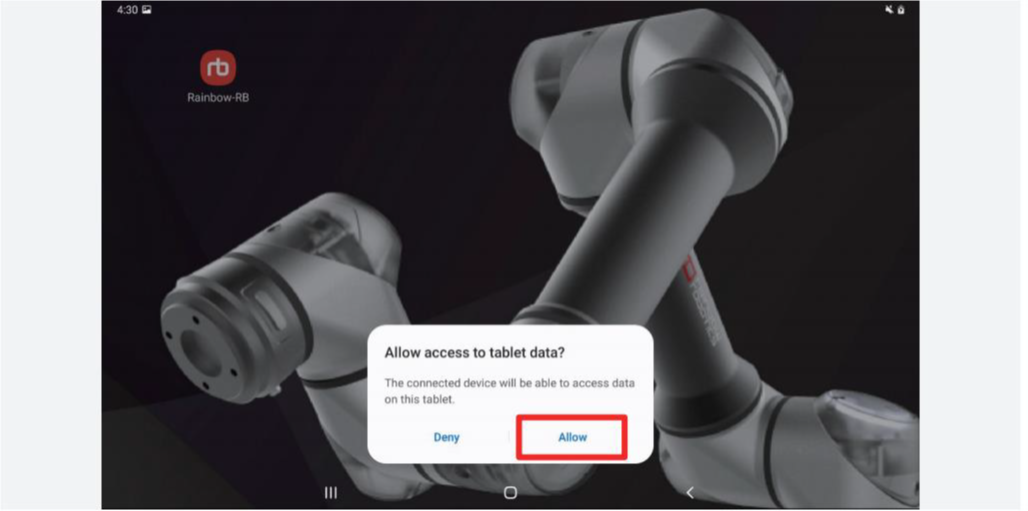 4:30
rb
Rainbow-RB
Allow access to tablet data?
The connected device will be able to access data
on this tablet.
Deny
Allow